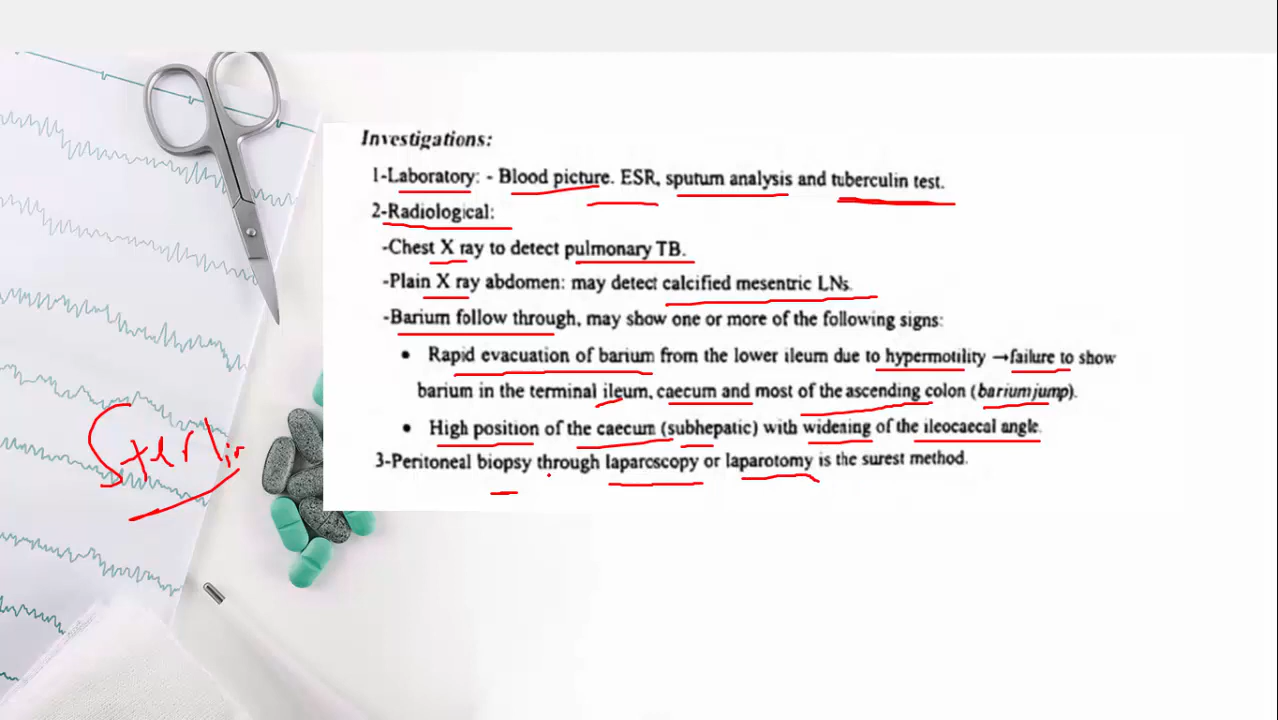 Investigations:
1-Laboratory: - Blood picture. ESR, sputum analysis and tuberculin test.
2-Radiological:
-Chest X ray to detect pulmonary TB.
-Plain X ray abdomen: may detect calcified mesentric LNs.
-Barium follow through, may show one or more of the following signs:
• Rapid evacuation of barium from the lower ileum due to hypermotility →failure to show
barium in the terminal ileum, caecum and most of the ascending colon (barium jump).
• High position of the caecum (subhepatic) with widening of the ileocaecal angle.
3-Peritoneal biopsy through laparoscopy or laparotomy is the surest method.